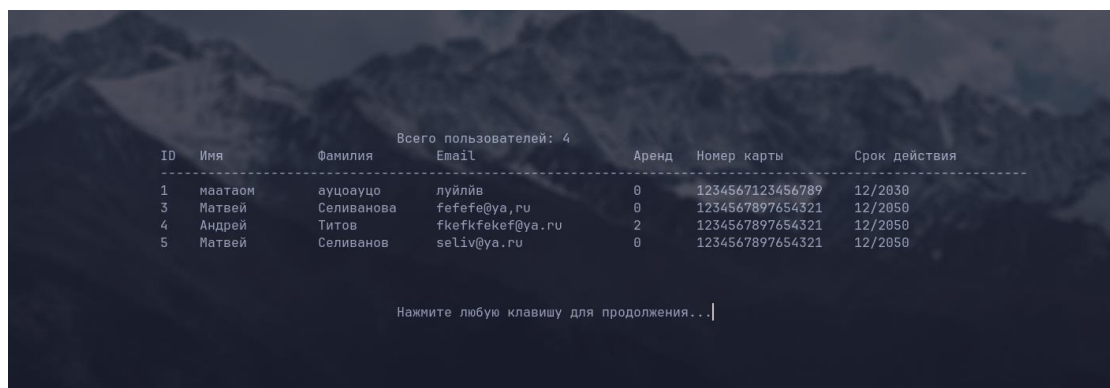 Всего пользователей: 4
ID Имя Фамилия Email Аренд Номер карты Срок действия
--------------------------------------------------------------------------------------------------------------
1 маатаом ауцоауцо луйлйв 0 1234567123456789 12/2030
3 Матвей Селиванова fefefe@ya,ru 0 1234567897654321 12/2050
4 Андрей Титов fkefkfekef@ya.ru 2 1234567897654321 12/2050
5 Матвей Селиванов seliv@ya.ru 0 1234567897654321 12/2050
Нажмите любую клавишу для продолжения...